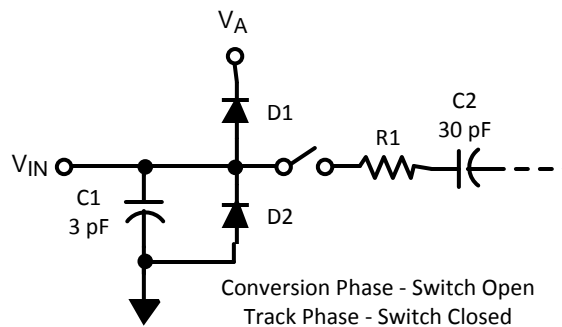 VA
D1
C2
30 pF
R1
VIN
C1
3 pF
D2
Conversion Phase - Switch Open
Track Phase - Switch Closed